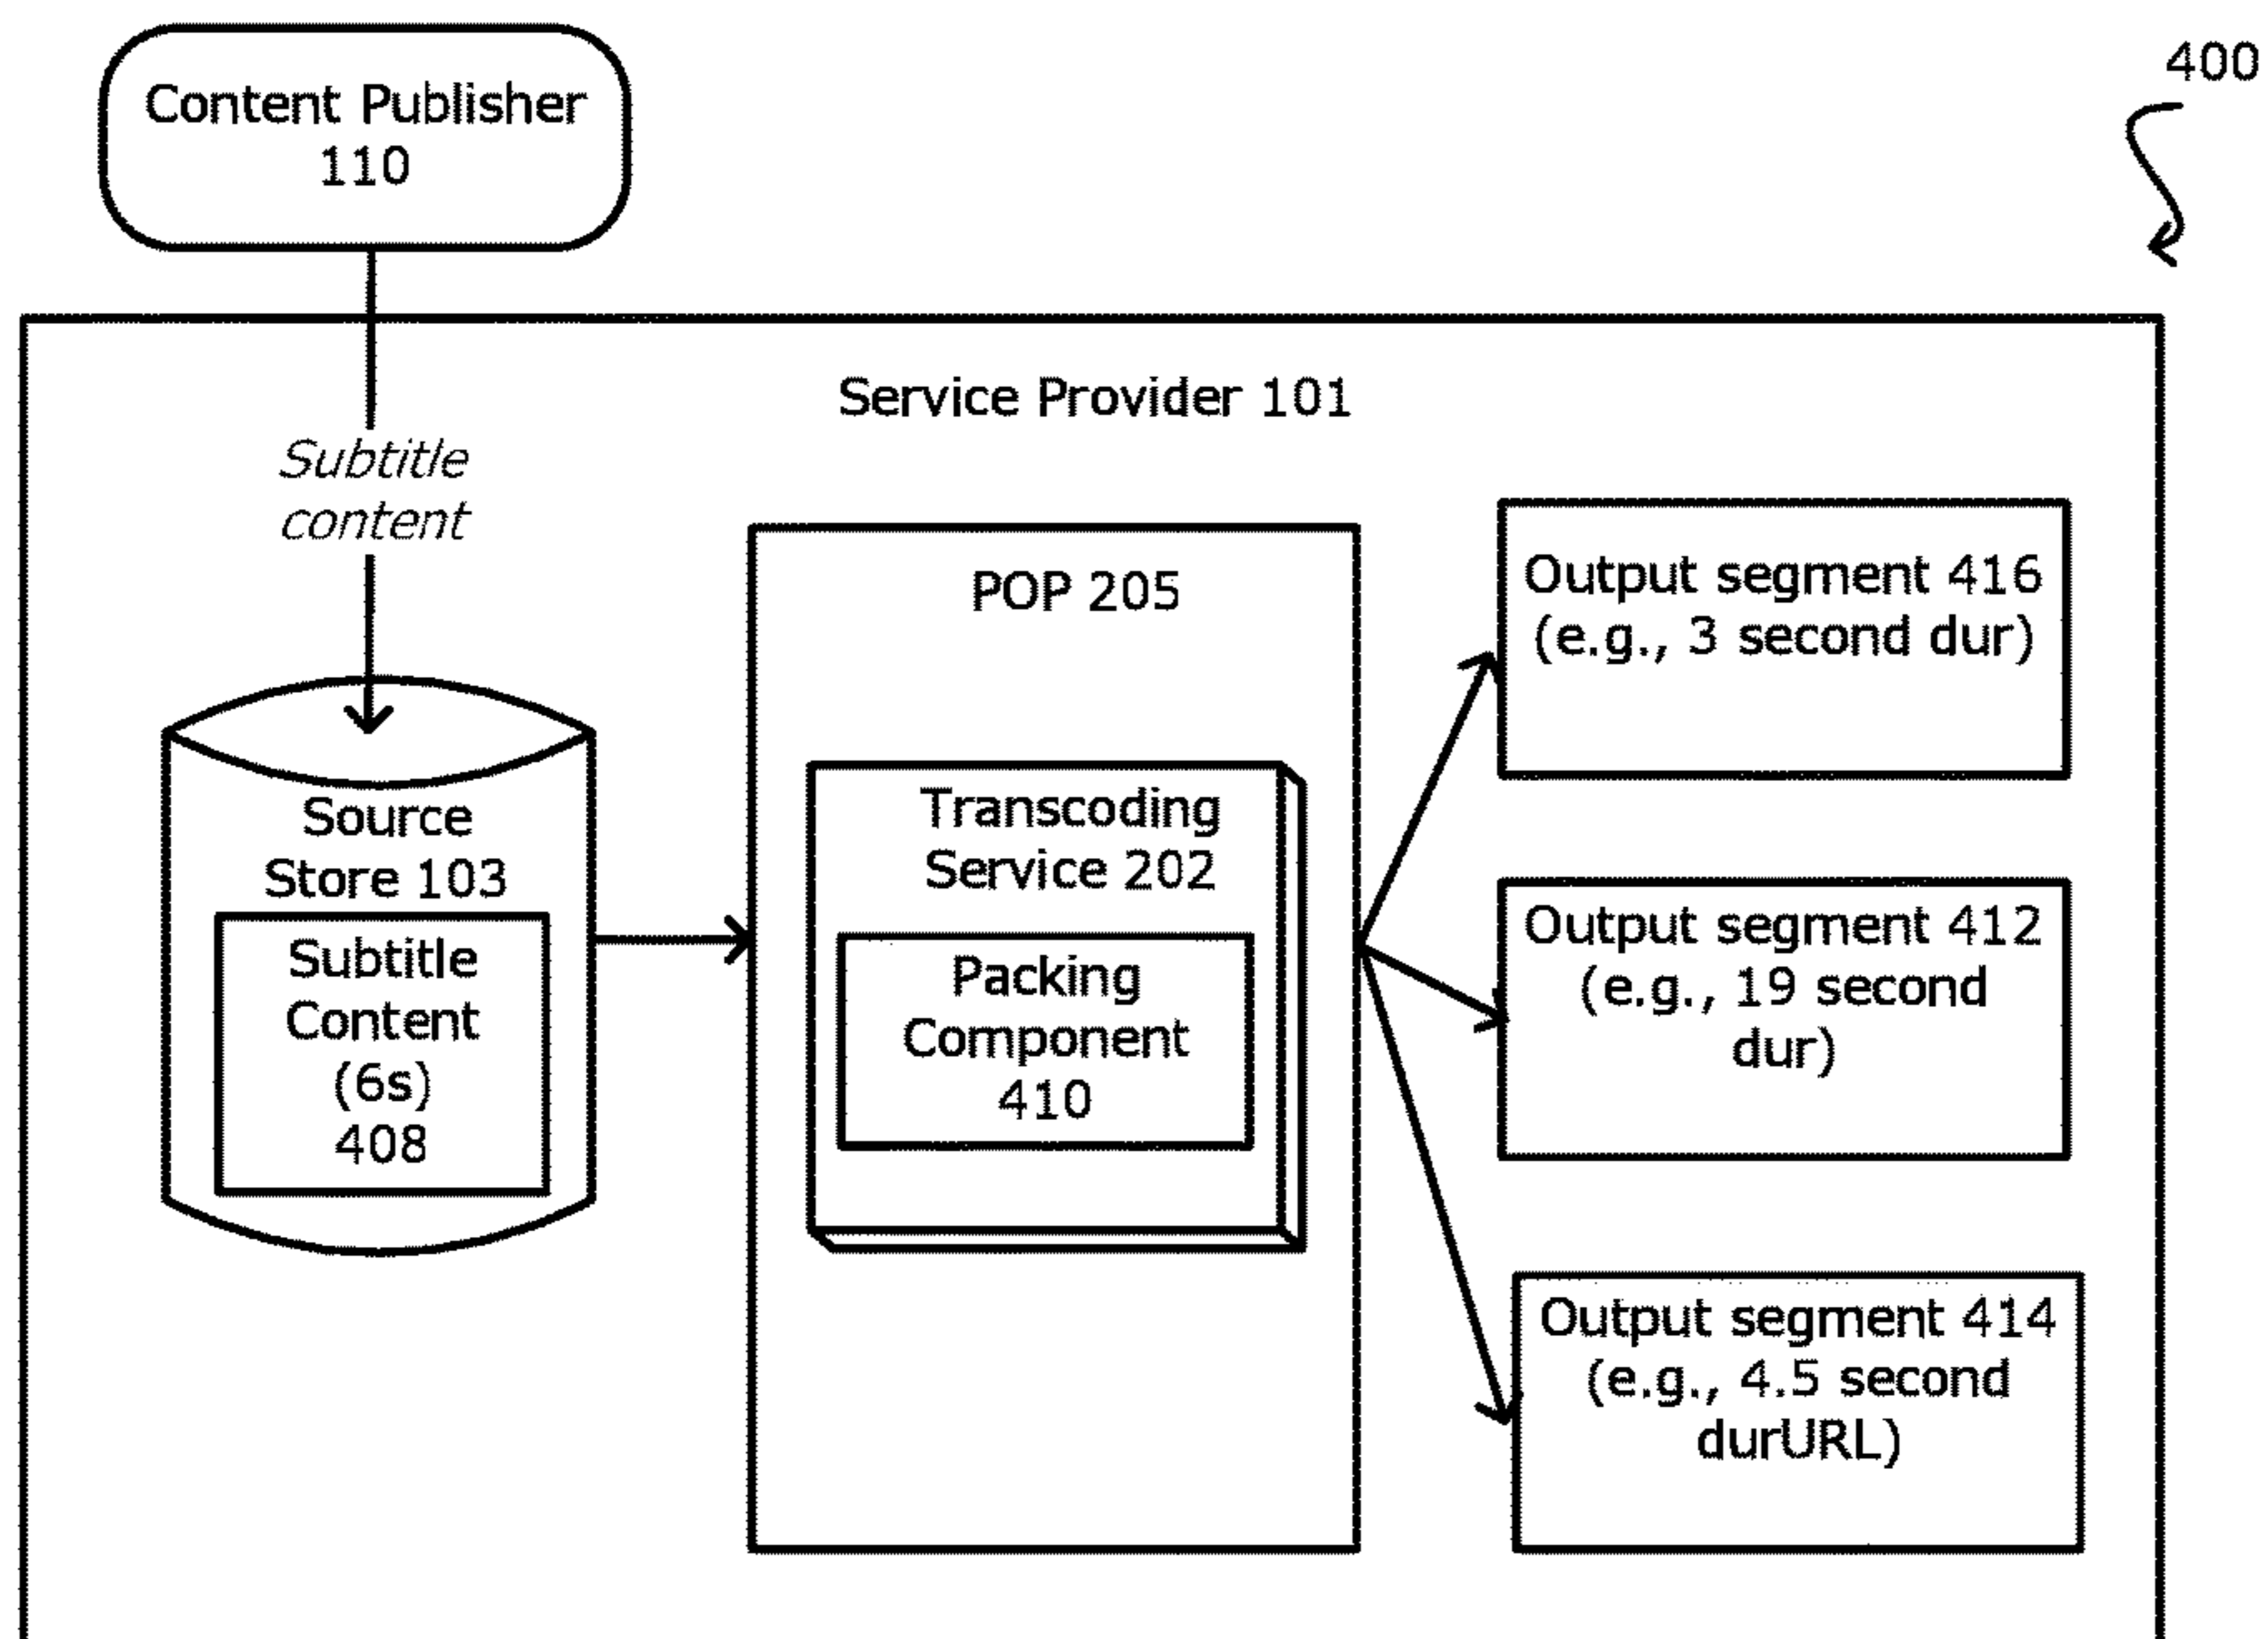 Content Publisher
110
400
Service Provider 101
Subtitle
content
Source
Store 103
Subtitle
Content
(6s)
408
POP 205
Transcoding
Service 202
Packing
Component
410
Output segment 416
(e.g., 3 second dur)
Output segment 412
(e.g., 19 second
dur)
Output segment 414
(e.g., 4.5 second
durURL)